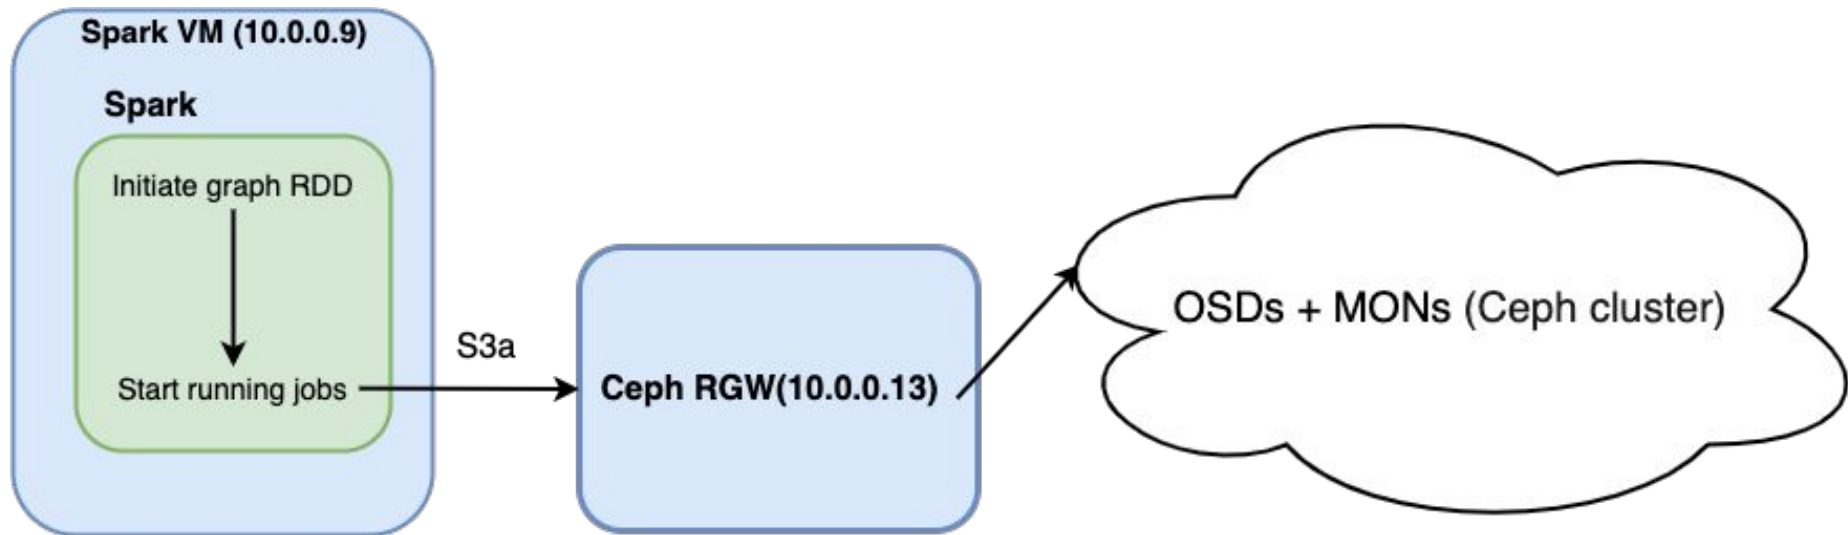 Spark VM (10.0.0.9)
Spark
Initiate graph RDD
Start running jobs
S3a
Ceph RGW(10.0.0.13)
OSDs + MONs (Ceph cluster)